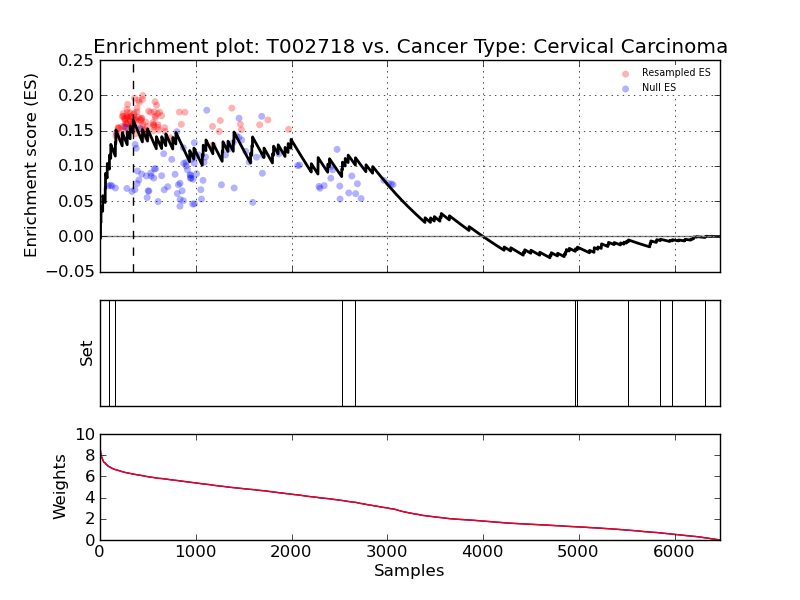 Enrichment plot: T002718 vs. Cancer Type: Cervical Carcinoma
Enrichment score (ES)
0.25
0.20
0.15
0.10
0.05
0.00
−0.05
Resampled ES
Null ES
Set
Weights
10
8
6
4
2
0
0 1000 2000 3000 4000 5000 6000
Samples